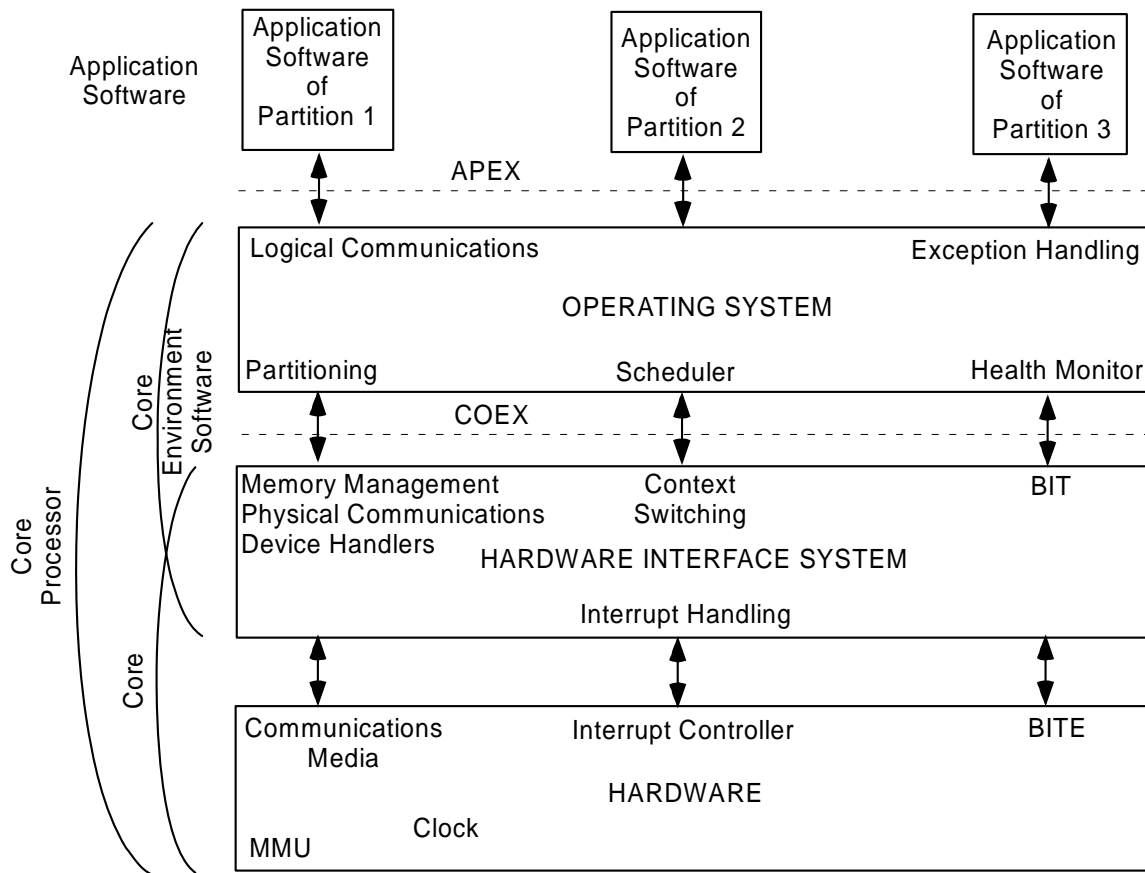 Application
Software
Application
Software
of
Partition 1
Application
Software
of
Partition 2
Application
Software
of
Partition 3
APEX
Logical Communications
Exception Handling
OPERATING SYSTEM
Partitioning
Scheduler
Health Monitor
COEX
Memory Management
Physical Communications
Device Handlers
Context
Switching
BIT
HARDWARE INTERFACE SYSTEM
Interrupt Handling
Communications
Media
Interrupt Controller
BITE
HARDWARE
Clock
MMU
Core
Processor
Core
Environment
Software
Core